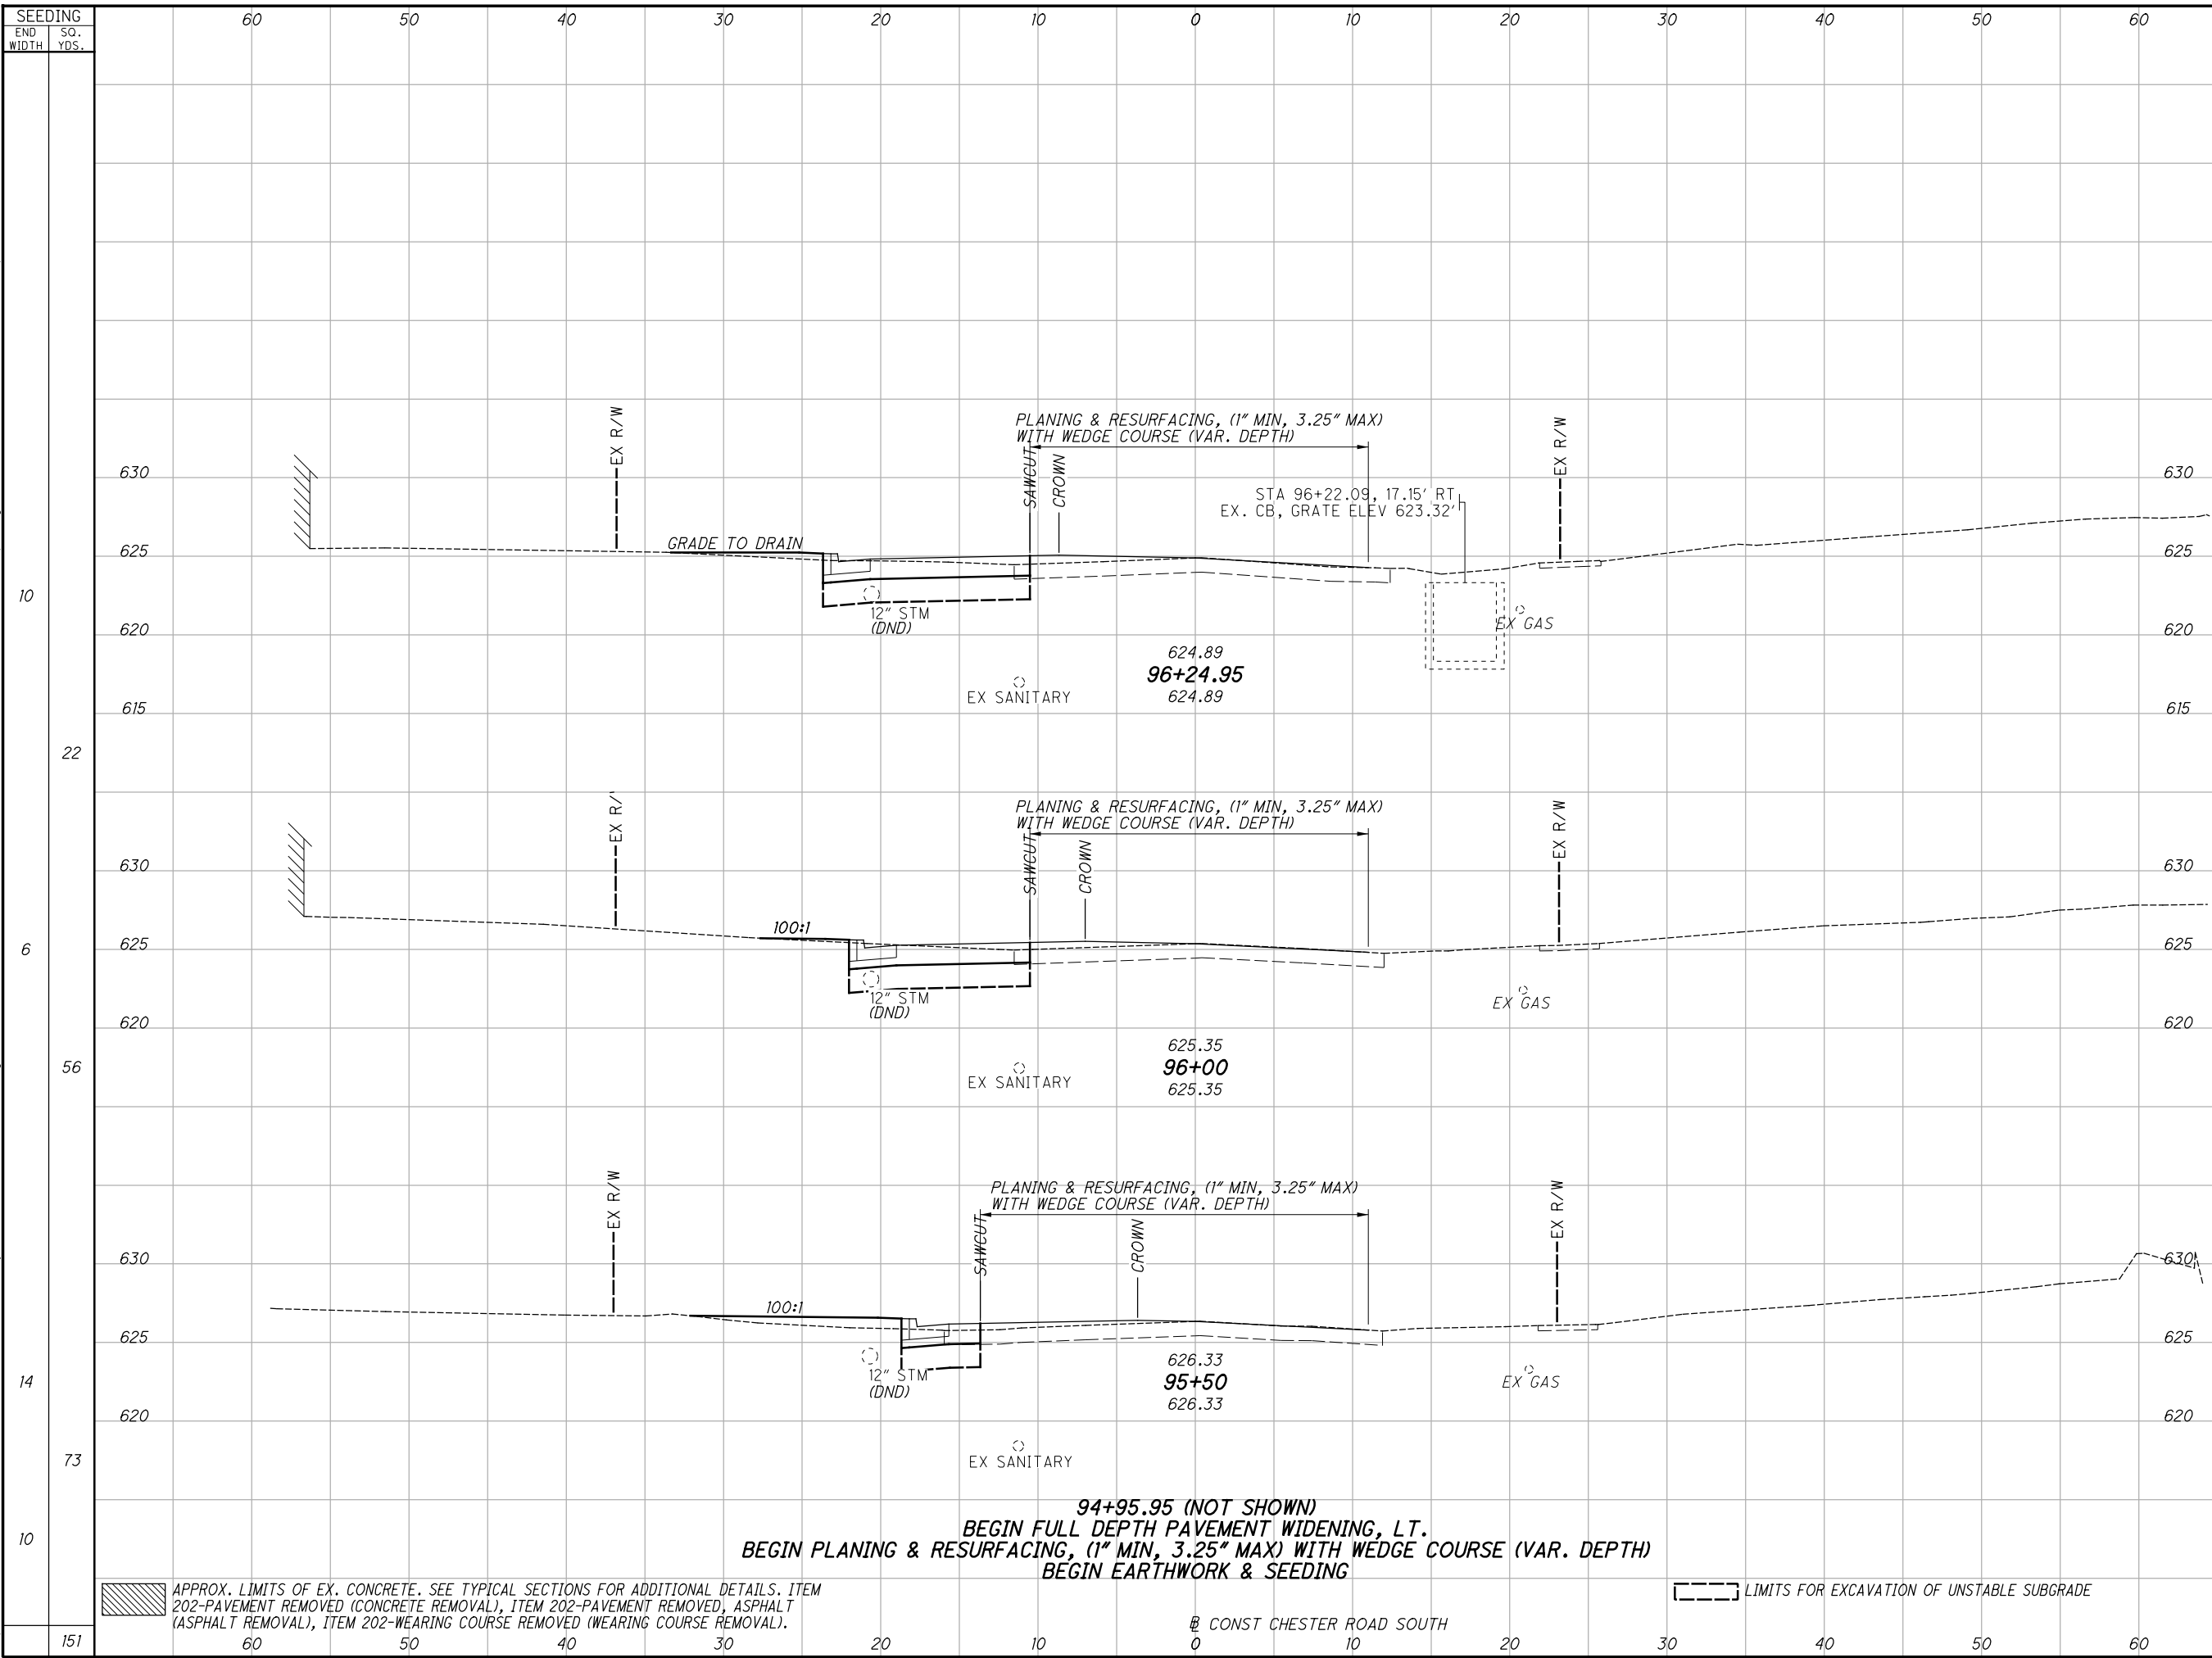 SEEDING
END WIDTH
SQ. YDS.
60 50 40 30 20 10 0 10 20 30 40 50 60
PLANING & RESURFACING, (1" MIN, 3.25" MAX)
WITH WEDGE COURSE (VAR. DEPTH)
EX R/W
SAWCUT
CROWN
EX R/W
630 630
STA 96+22.09, 17.15' RT
EX. CB, GRATE ELEV 623.32'
GRADE TO DRAIN
625 625
10
12" STM
(DND)
EX GAS
620 620
624.89
96+24.95
624.89
EX SANITARY
615 615
22
PLANING & RESURFACING, (1" MIN, 3.25" MAX)
WITH WEDGE COURSE (VAR. DEPTH)
EX R/
SAWCUT
CROWN
EX R/W
630 630
100:1
625 625
6
12" STM
(DND)
EX GAS
620 620
625.35
96+00
625.35
56
EX SANITARY
PLANING & RESURFACING, (1" MIN, 3.25" MAX)
WITH WEDGE COURSE (VAR. DEPTH)
EX R/W
SAWCUT
CROWN
EX R/W
630 630
100:1
625 625
626.33
95+50
626.33
14
12" STM
(DND)
EX GAS
620 620
73
EX SANITARY
94+95.95 (NOT SHOWN)
BEGIN FULL DEPTH PAVEMENT WIDENING, LT.
BEGIN PLANING & RESURFACING, (1" MIN, 3.25" MAX) WITH WEDGE COURSE (VAR. DEPTH)
BEGIN EARTHWORK & SEEDING
10
APPROX. LIMITS OF EX. CONCRETE. SEE TYPICAL SECTIONS FOR ADDITIONAL DETAILS. ITEM
202-PAVEMENT REMOVED (CONCRETE REMOVAL), ITEM 202-PAVEMENT REMOVED, ASPHALT
(ASPHALT REMOVAL), ITEM 202-WEARING COURSE REMOVED (WEARING COURSE REMOVAL).
LIMITS FOR EXCAVATION OF UNSTABLE SUBGRADE
CONST CHESTER ROAD SOUTH
151
60 50 40 30 20 10 0 10 20 30 40 50 60